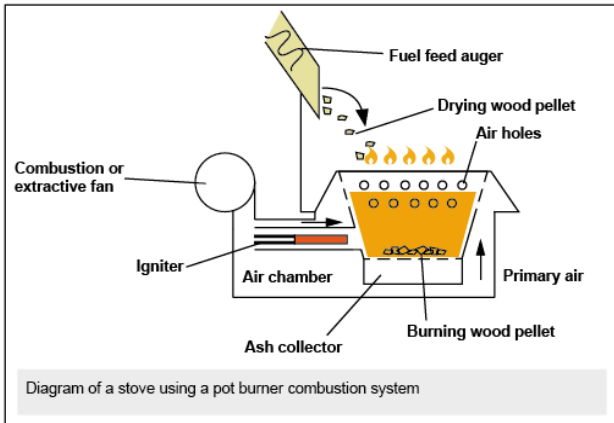 Fuel feed auger
Drying wood pellet
Air holes
Combustion or
extractive fan
Igniter
Air chamber
Primary air
Burning wood pellet
Ash collector
Diagram of a stove using a pot burner combustion system